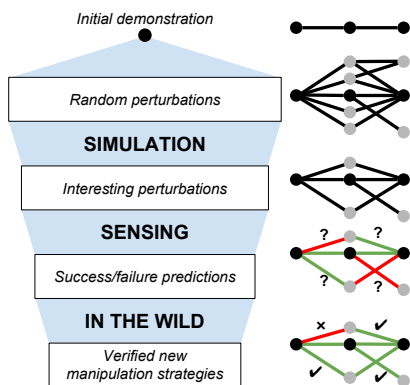 Initial demonstration
Random perturbations
SIMULATION
Interesting perturbations
SENSING
? ?
Success/failure predictions
? ?
IN THE WILD
× ✔
Verified new
manipulation strategies
✔ ✔